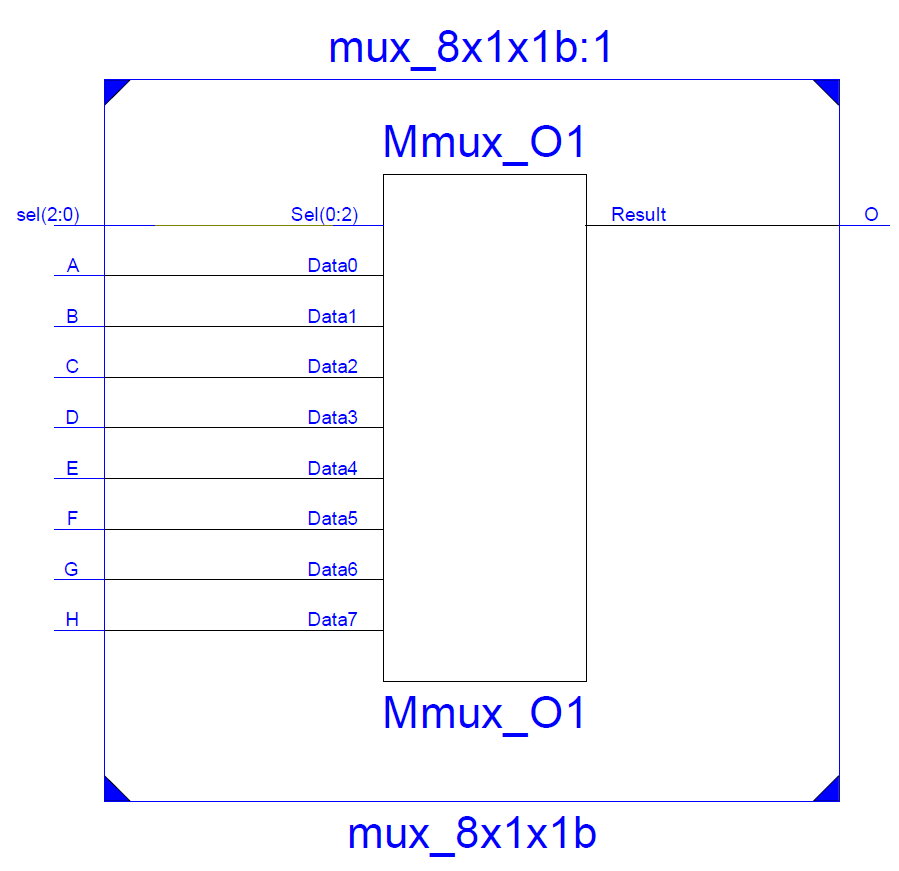 mux_8x1x1b:1
Mmux_O1
sel(2:0) Sel(0:2) Result O
A Data0
B Data1
C Data2
D Data3
E Data4
F Data5
G Data6
H Data7
Mmux_O1
mux_8x1x1b